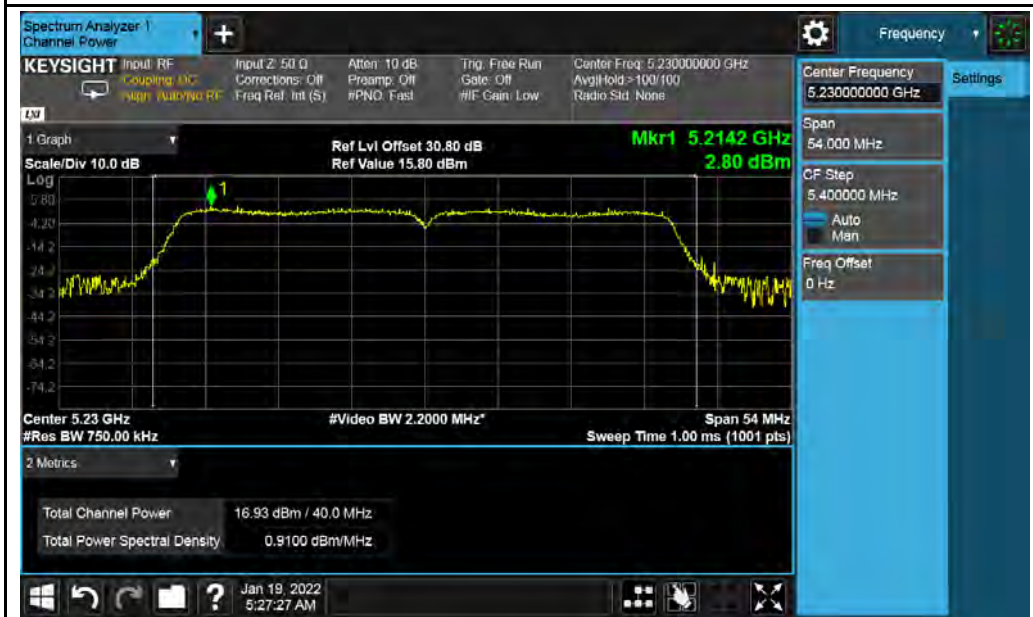 Spectrum Analyzer 1
Channel Power
Frequency
KEYSIGHT
Input: RF
Coupling: DC
Align: Auto/No RF
Input Z: 50 Ω
Corrections: Off
Freq Ref: Int (S)
Atten: 10 dB
Preamp: Off
#PNO: Fast
Trig: Free Run
Gate: Off
#IF Gain: Low
Center Freq: 5.230000000 GHz
Avg|Hold:>100/100
Radio Std: None
LXI
Center Frequency
5.230000000 GHz
Settings
Span
54.000 MHz
CF Step
5.400000 MHz
Auto
Man
Freq Offset
0 Hz
1 Graph
Scale/Div 10.0 dB
Ref Lvl Offset 30.80 dB
Ref Value 15.80 dBm
Mkr1 5.2142 GHz
2.80 dBm
Log
5.80
-4.20
-14.2
-24.2
-34.2
-44.2
-54.2
-64.2
-74.2
1
Center 5.23 GHz
#Res BW 750.00 kHz
#Video BW 2.2000 MHz*
Span 54 MHz
Sweep Time 1.00 ms (1001 pts)
2 Metrics
Total Channel Power 16.93 dBm / 40.0 MHz
Total Power Spectral Density 0.9100 dBm/MHz
?
Jan 19, 2022
5:27:27 AM